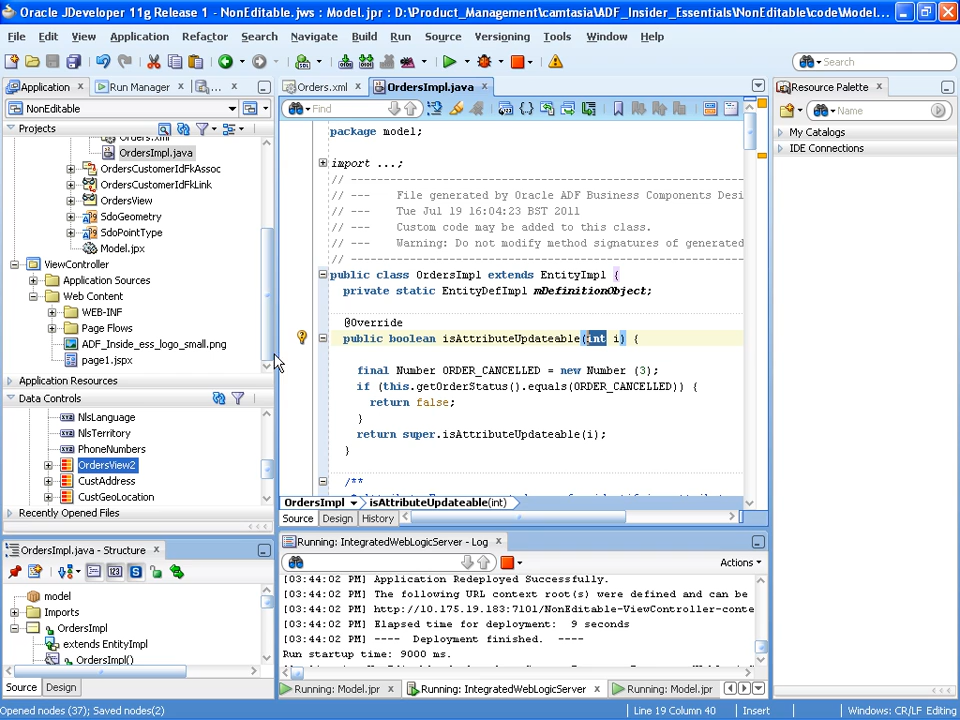 Oracle JDeveloper 11g Release 1 - NonEditable.jws : Model.jpr : D:\Product_Management\camtasia\ADF_Insider_Essentials\NonEditable\code\Model...
File Edit View Application Refactor Search Navigate Build Run Source Versioning Tools Window Help
Search
Application
Run Manager
...
Orders.xml
OrdersImpl.java
Resource Palette
NonEditable
Find
Name
Projects
My Catalogs
IDE Connections
Orders.xml
OrdersImpl.java
OrdersCustomerIdFkAssoc
OrdersCustomerIdFkLink
OrdersView
SdoGeometry
SdoPointType
Model.jpx
ViewController
Application Sources
Web Content
WEB-INF
Page Flows
ADF_Inside_ess_logo_small.png
page1.jspx
Application Resources
Data Controls
NlsLanguage
NlsTerritory
PhoneNumbers
OrdersView2
CustAddress
CustGeoLocation
Recently Opened Files
package model;
import ...;
// ---------------------------------------------------------------
// ---    File generated by Oracle ADF Business Components Desi
// ---    Tue Jul 19 16:04:23 BST 2011
// ---    Custom code may be added to this class.
// ---    Warning: Do not modify method signatures of generated
// ---------------------------------------------------------------
public class OrdersImpl extends EntityImpl {
private static EntityDefImpl mDefinitionObject;
@Override
public boolean isAttributeUpdateable(int i) {
final Number ORDER_CANCELLED = new Number (3);
if (this.getOrderStatus().equals(ORDER_CANCELLED)) {
return false;
}
return super.isAttributeUpdateable(i);
}
/**
OrdersImpl
isAttributeUpdateable(int)
Source Design History
OrdersImpl.java - Structure
model
Imports
OrdersImpl
extends EntityImpl
OrdersImpl()
Source Design
Running: IntegratedWebLogicServer - Log
Actions
[03:44:02 PM] Application Redeployed Successfully.
[03:44:02 PM] The following URL context root(s) were defined and can be
[03:44:02 PM] http://10.175.19.183:7101/NonEditable-ViewController-conte
[03:44:02 PM] Elapsed time for deployment:  9 seconds
[03:44:02 PM] ----  Deployment finished.  ----
Run startup time: 9000 ms.
Running: Model.jpr
Running: IntegratedWebLogicServer
Running: Model.jpr
Opened nodes (37); Saved nodes(2)
Line 19 Column 40
Insert
Windows: CR/LF Editing